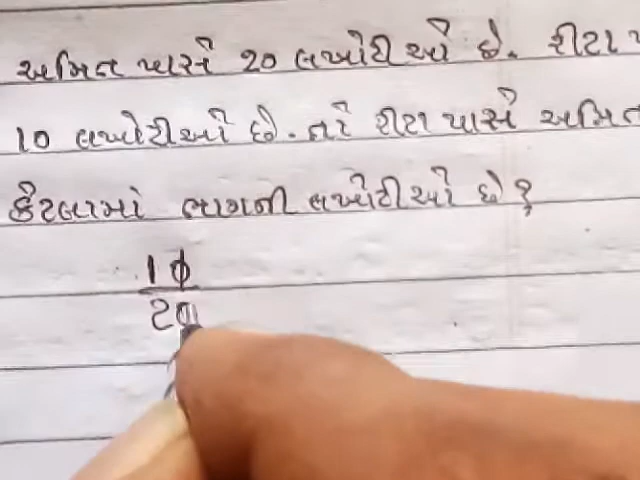 અમિત પાસે 20 લખોટીઓ છે. રીટા
10 લખોટીઓ છે. તો રીટા પાસે અમિત
કેટલામાં ભાગની લખોટીઓ છે?
10
20